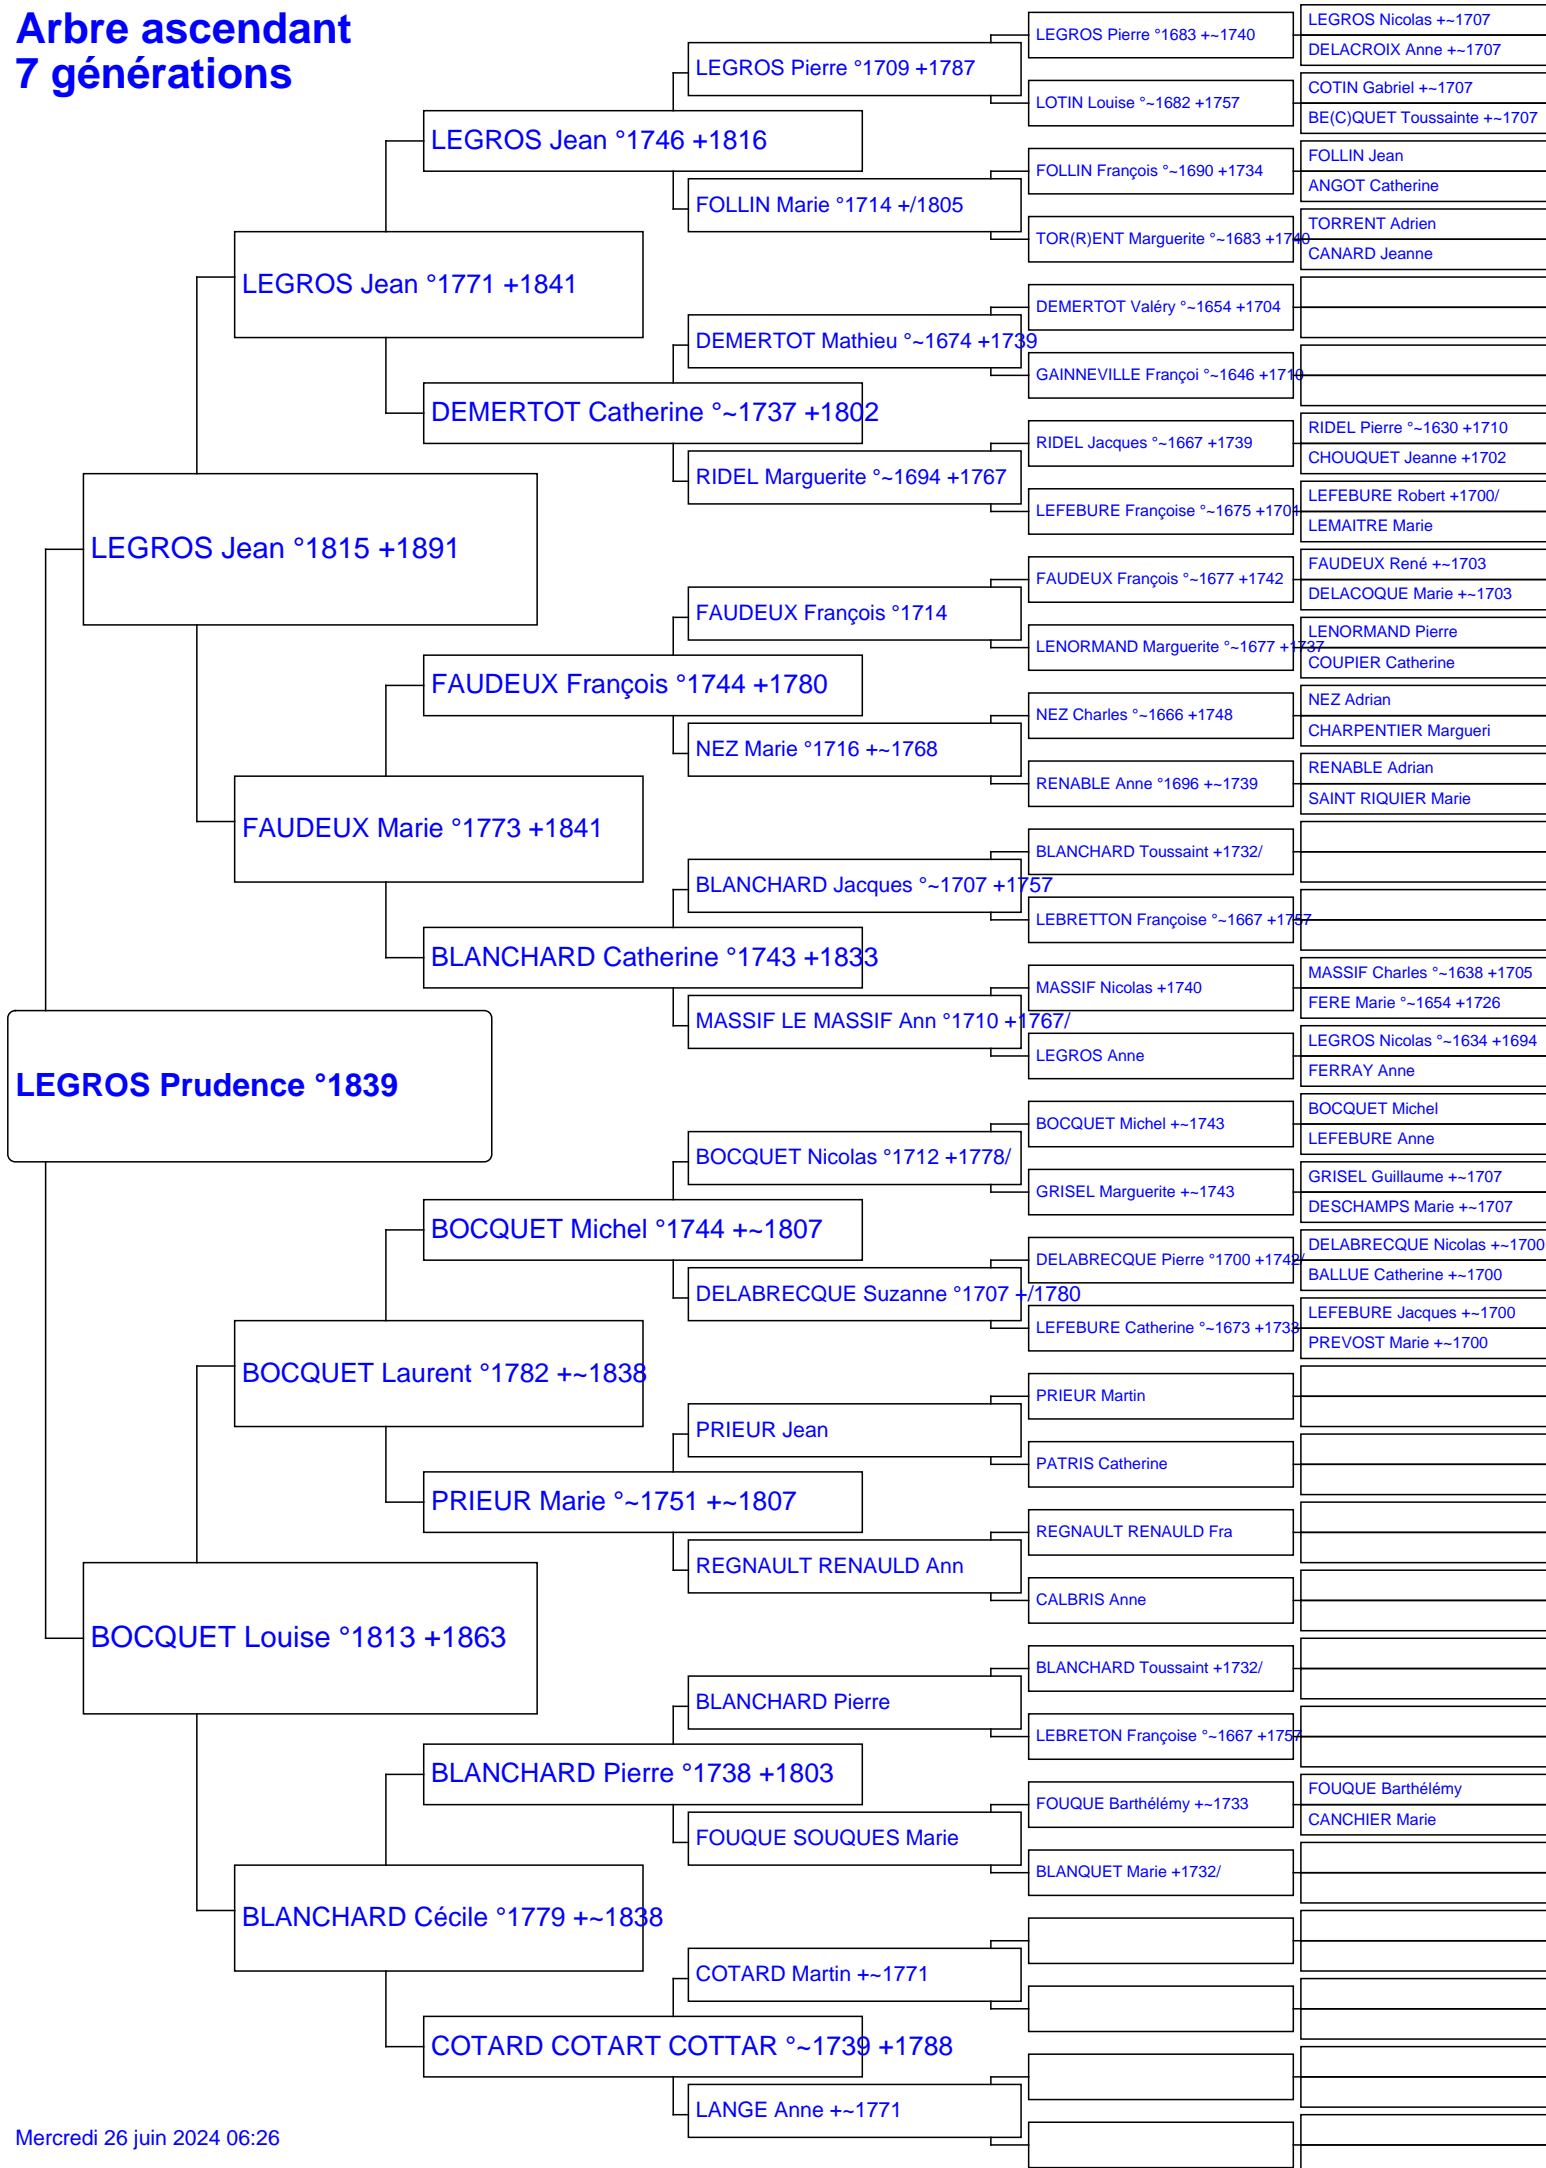 Arbre ascendant
7 générations
LEGROS Prudence °1839
LEGROS Jean °1815 +1891
BOCQUET Louise °1813 +1863
LEGROS Jean °1771 +1841
FAUDEUX Marie °1773 +1841
BOCQUET Laurent °1782 +~1838
BLANCHARD Cécile °1779 +~1838
LEGROS Jean °1746 +1816
DEMERTOT Catherine °~1737 +1802
FAUDEUX François °1744 +1780
BLANCHARD Catherine °1743 +1833
BOCQUET Michel °1744 +~1807
PRIEUR Marie °~1751 +~1807
BLANCHARD Pierre °1738 +1803
COTARD COTART COTTAR °~1739 +1788
LEGROS Pierre °1709 +1787
FOLLIN Marie °1714 +/1805
DEMERTOT Mathieu °~1674 +1739
RIDEL Marguerite °~1694 +1767
FAUDEUX François °1714
NEZ Marie °1716 +~1768
BLANCHARD Jacques °~1707 +1757
MASSIF LE MASSIF Ann °1710 +1767/
BOCQUET Nicolas °1712 +1778/
DELABRECQUE Suzanne °1707 +/1780
PRIEUR Jean
REGNAULT RENAULD Ann
BLANCHARD Pierre
FOUQUE SOUQUES Marie
COTARD Martin +~1771
LANGE Anne +~1771
LEGROS Pierre °1683 +~1740
LOTIN Louise °~1682 +1757
FOLLIN François °~1690 +1734
TOR(R)ENT Marguerite °~1683 +1740
DEMERTOT Valéry °~1654 +1704
GAINNEVILLE Françoi °~1646 +1710
RIDEL Jacques °~1667 +1739
LEFEBURE Françoise °~1675 +1701
FAUDEUX François °~1677 +1742
LENORMAND Marguerite °~1677 +1737
NEZ Charles °~1666 +1748
RENABLE Anne °1696 +~1739
BLANCHARD Toussaint +1732/
LEBRETTON Françoise °~1667 +1757
MASSIF Nicolas +1740
LEGROS Anne
BOCQUET Michel +~1743
GRISEL Marguerite +~1743
DELABRECQUE Pierre °1700 +1742/
LEFEBURE Catherine °~1673 +1733
PRIEUR Martin
PATRIS Catherine
REGNAULT RENAULD Fra
CALBRIS Anne
BLANCHARD Toussaint +1732/
LEBRETON Françoise °~1667 +1757
FOUQUE Barthélémy +~1733
BLANQUET Marie +1732/
LEGROS Nicolas +~1707
DELACROIX Anne +~1707
COTIN Gabriel +~1707
BE(C)QUET Toussainte +~1707
FOLLIN Jean
ANGOT Catherine
TORRENT Adrien
CANARD Jeanne
RIDEL Pierre °~1630 +1710
CHOUQUET Jeanne +1702
LEFEBURE Robert +1700/
LEMAITRE Marie
FAUDEUX René +~1703
DELACOQUE Marie +~1703
LENORMAND Pierre
COUPIER Catherine
NEZ Adrian
CHARPENTIER Margueri
RENABLE Adrian
SAINT RIQUIER Marie
MASSIF Charles °~1638 +1705
FERE Marie °~1654 +1726
LEGROS Nicolas °~1634 +1694
FERRAY Anne
BOCQUET Michel
LEFEBURE Anne
GRISEL Guillaume +~1707
DESCHAMPS Marie +~1707
DELABRECQUE Nicolas +~1700
BALLUE Catherine +~1700
LEFEBURE Jacques +~1700
PREVOST Marie +~1700
FOUQUE Barthélémy
CANCHIER Marie
Mercredi 26 juin 2024 06:26